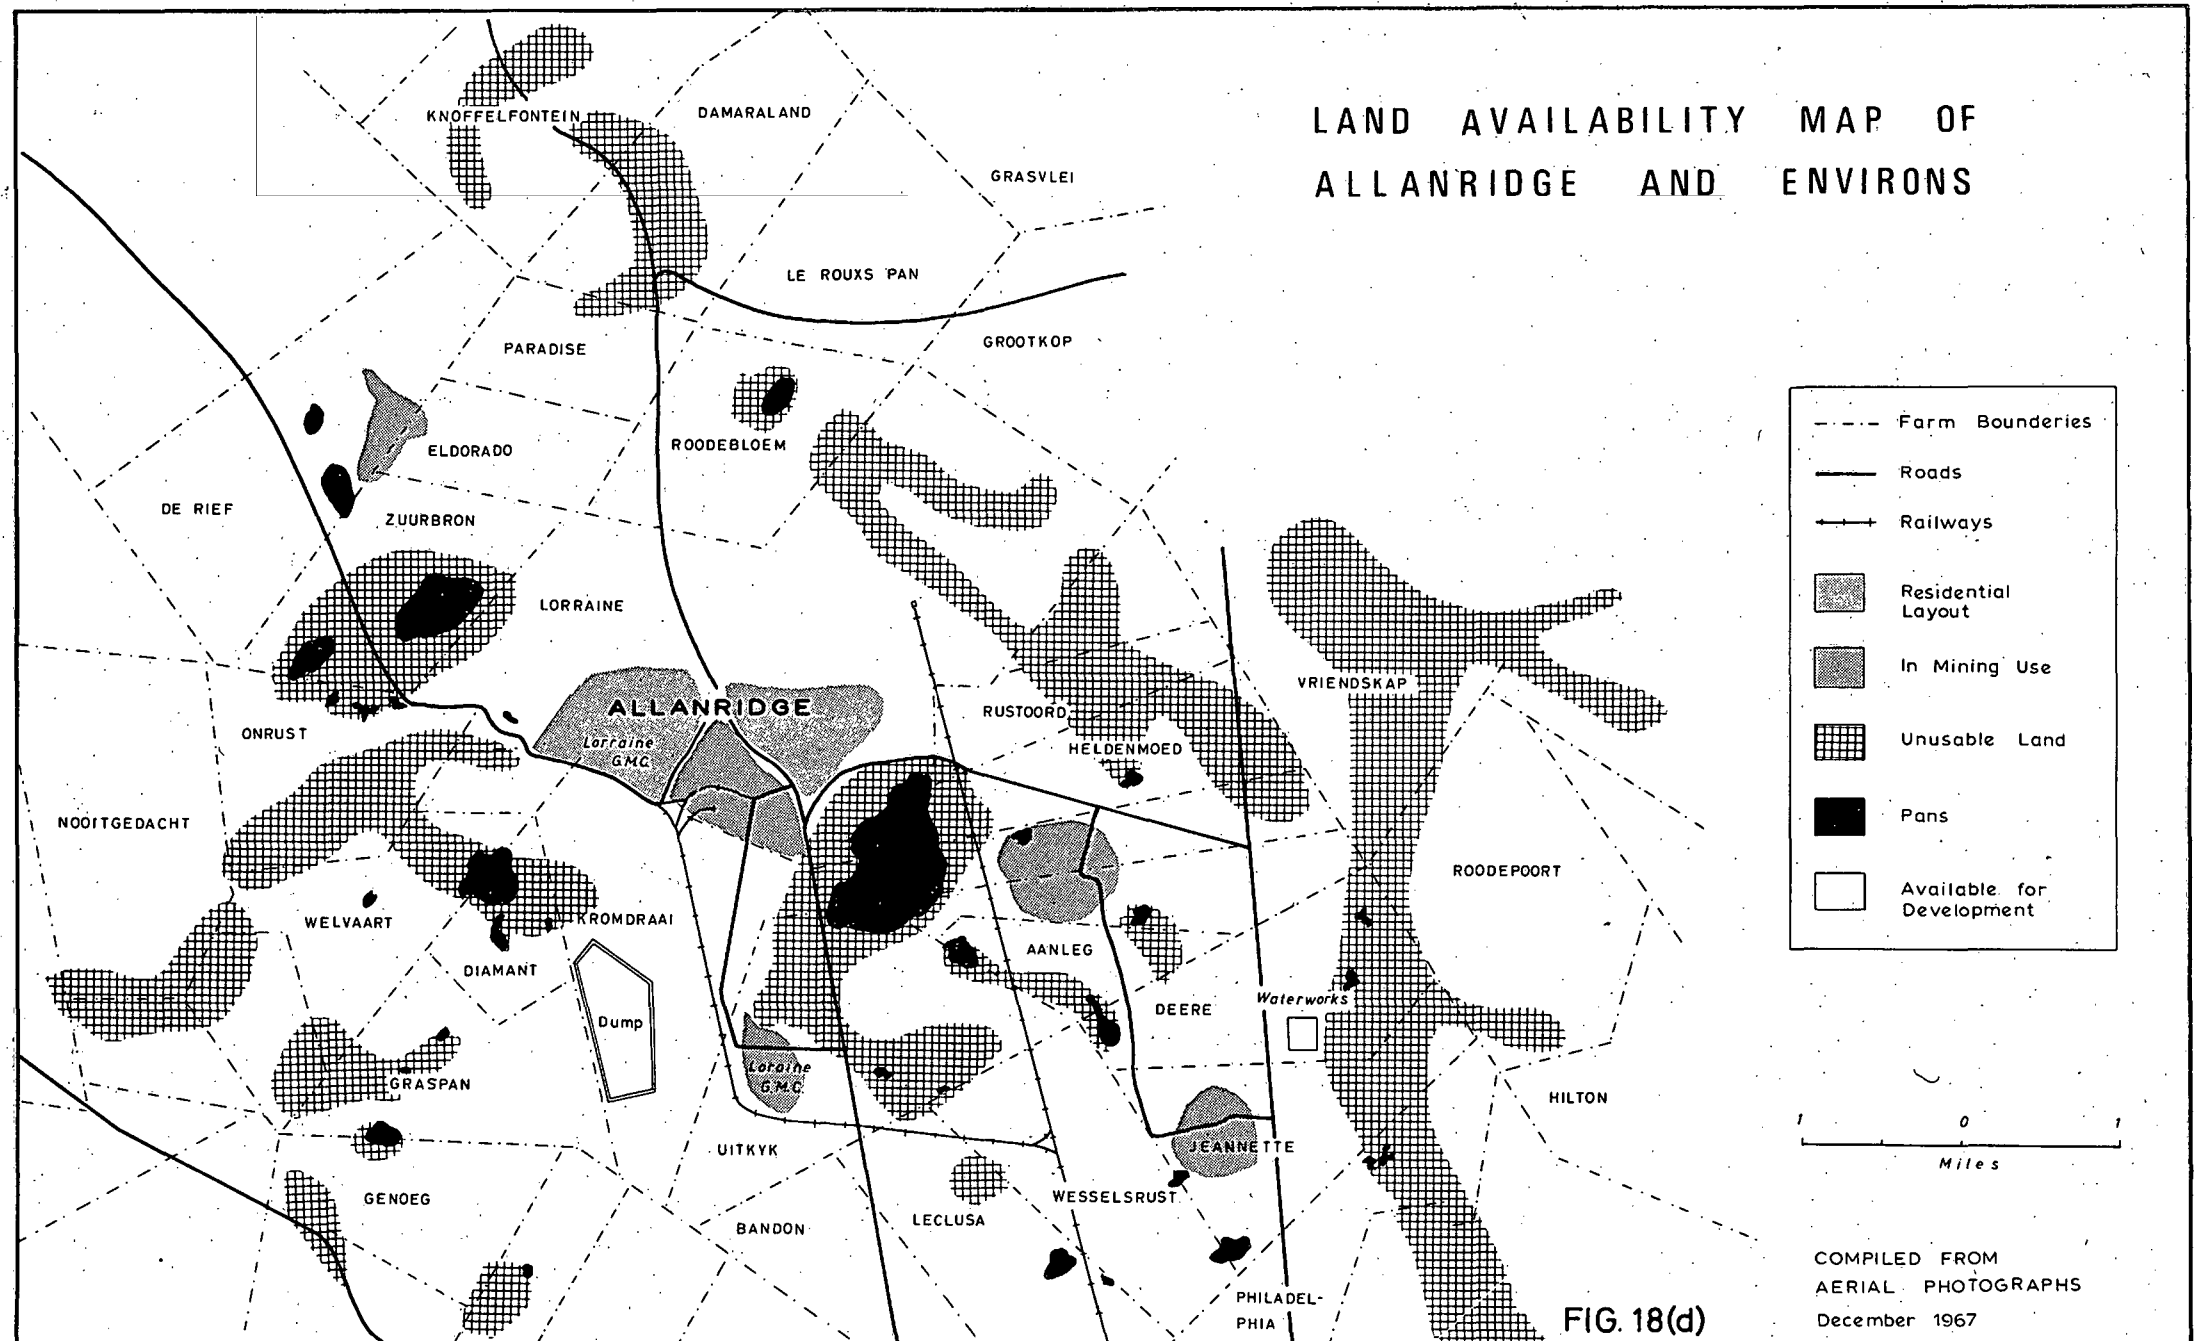 LAND AVAILABILITY MAP OF
ALLANRIDGE AND ENVIRONS
KNOFFELFONTEIN
DAMARALAND
GRASVLEI
LE ROUXS PAN
PARADISE
GROOTKOP
ELDORADO
ROODEBLOEM
DE RIEF
ZUURBRON
LORRAINE
ALLANRIDGE
Lorraine
G.M.C.
ONRUST
RUSTOORD
HELDENMOED
VRIENDSKAP
NOOITGEDACHT
ROODEPOORT
WELVAART
KROMDRAAI
DIAMANT
AANLEG
DEERE
Waterworks
Dump
Loraine
G.M.C.
GRASPAN
HILTON
UITKYK
JEANNETTE
GENOEG
WESSELSRUST
BANDON
LECLUSA
PHILADEL-
PHIA
Farm Bounderies
Roads
Railways
Residential
Layout
In Mining Use
Unusable Land
Pans
Available for
Development
1 0 1
Miles
COMPILED FROM
AERIAL PHOTOGRAPHS
December 1967
FIG. 18(d)